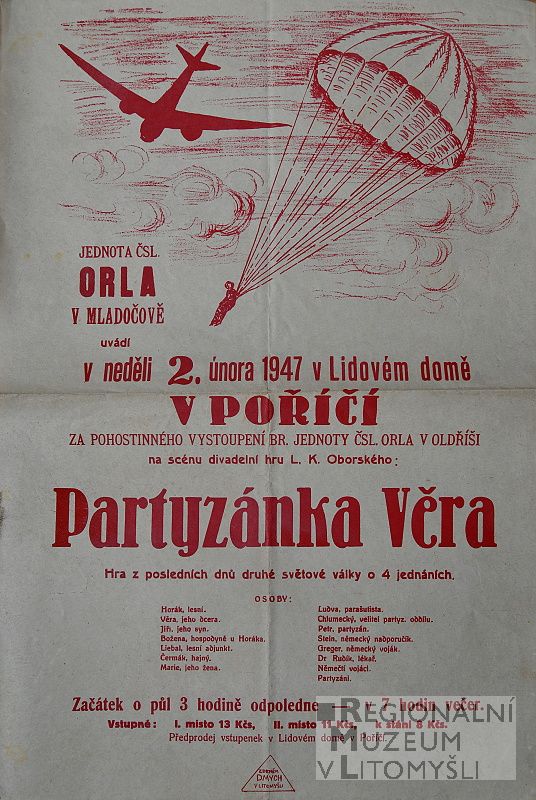 JEDNOTA ČSL.
ORLA
V MLADOČOVĚ
uvádí
v neděli 2. února 1947 v Lidovém domě
V POŘÍČÍ
ZA POHOSTINNÉHO VYSTOUPENÍ BR. JEDNOTY ČSL. ORLA V OLDŘÍŠI
na scénu divadelní hru L. K. Oborského:
Partyzánka Věra
Hra z posledních dnů druhé světové války o 4 jednáních.
OSOBY:
Horák, lesní.
Věra, jeho dcera.
Jiří, jeho syn.
Božena, hospodyně u Horáka.
Liebal, lesní adjunkt.
Čermák, hajný.
Marie, jeho žena.
Luďva, parašutista.
Chlumecký, velitel partyz. oddílu.
Petr, partyzán.
Stein, německý nadporučík.
Greger, německý voják.
Dr Rudík, lékař.
Němečtí vojáci.
Partyzáni.
Začátek o půl 3 hodině odpoledne — v 7 hodin večer.
Vstupné: I. místo 13 Kčs, II. místo 11 Kčs, k stání 8 Kčs.
Předprodej vstupenek v Lidovém domě v Poříčí.
DMYCH
V LITOMYŠLI
REGIONÁLNÍ
MUZEUM
V LITOMYŠLI